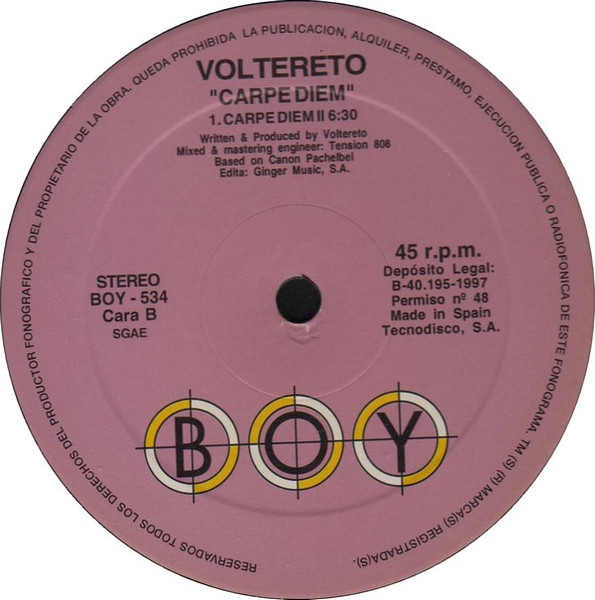 RESERVADOS TODOS LOS DERECHOS DEL PRODUCTOR FONOGRAFICO Y DEL PROPIETARIO DE LA OBRA. QUEDA PROHIBIDA LA PUBLICACION, ALQUILER, PRESTAMO, EJECUCION PUBLICA O RADIOFONICA DE ESTE FONOGRAMA. TM (S) (R) MARCA(S) REGISTRADA(S).
VOLTERETO
"CARPE DIEM"
1. CARPE DIEM II 6:30
Written & Produced by Voltereto
Mixed & mastering engineer: Tension 808
Based on Canon Pachelbel
Edita: Ginger Music, S.A.
STEREO
BOY - 534
Cara B
SGAE
45 r.p.m.
Depósito Legal:
B-40.195-1997
Permiso nº 48
Made in Spain
Tecnodisco, S.A.
BOY